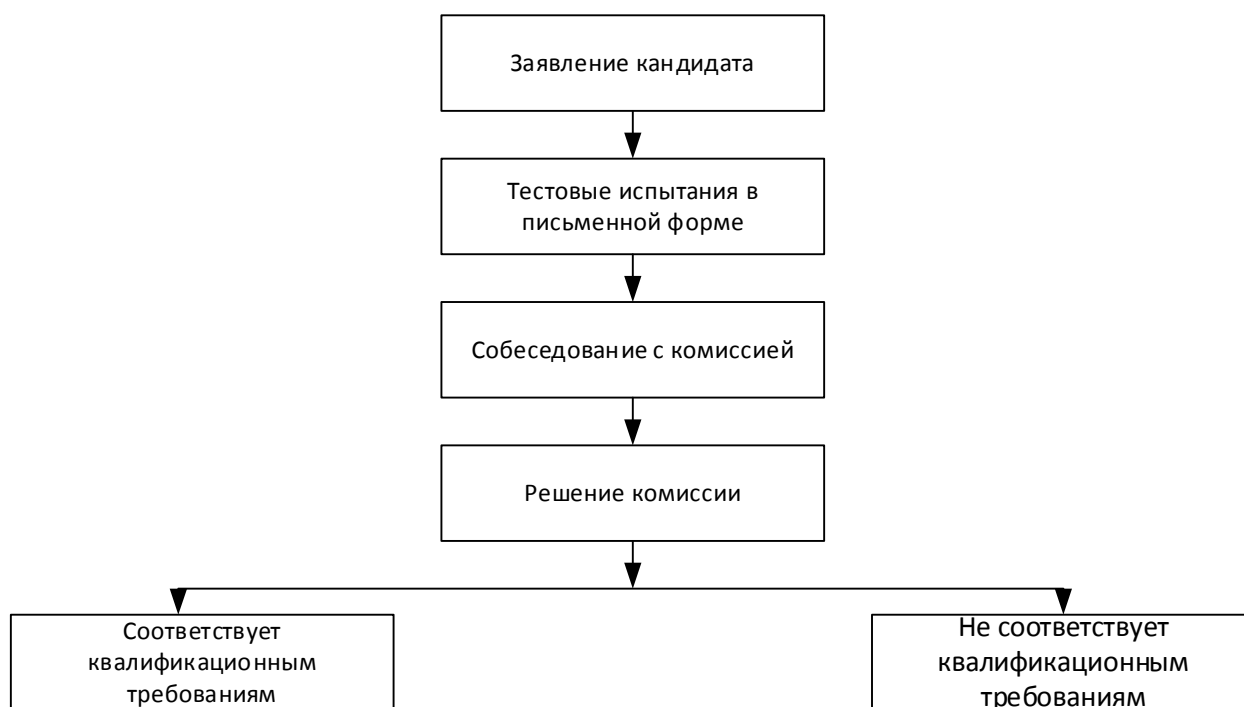 Заявление кандидата
Тестовые испытания в
письменной форме
Собеседование с комиссией
Решение комиссии
Соответствует
квалификационным
требованиям
Не соответствует
квалификационным
требованиям